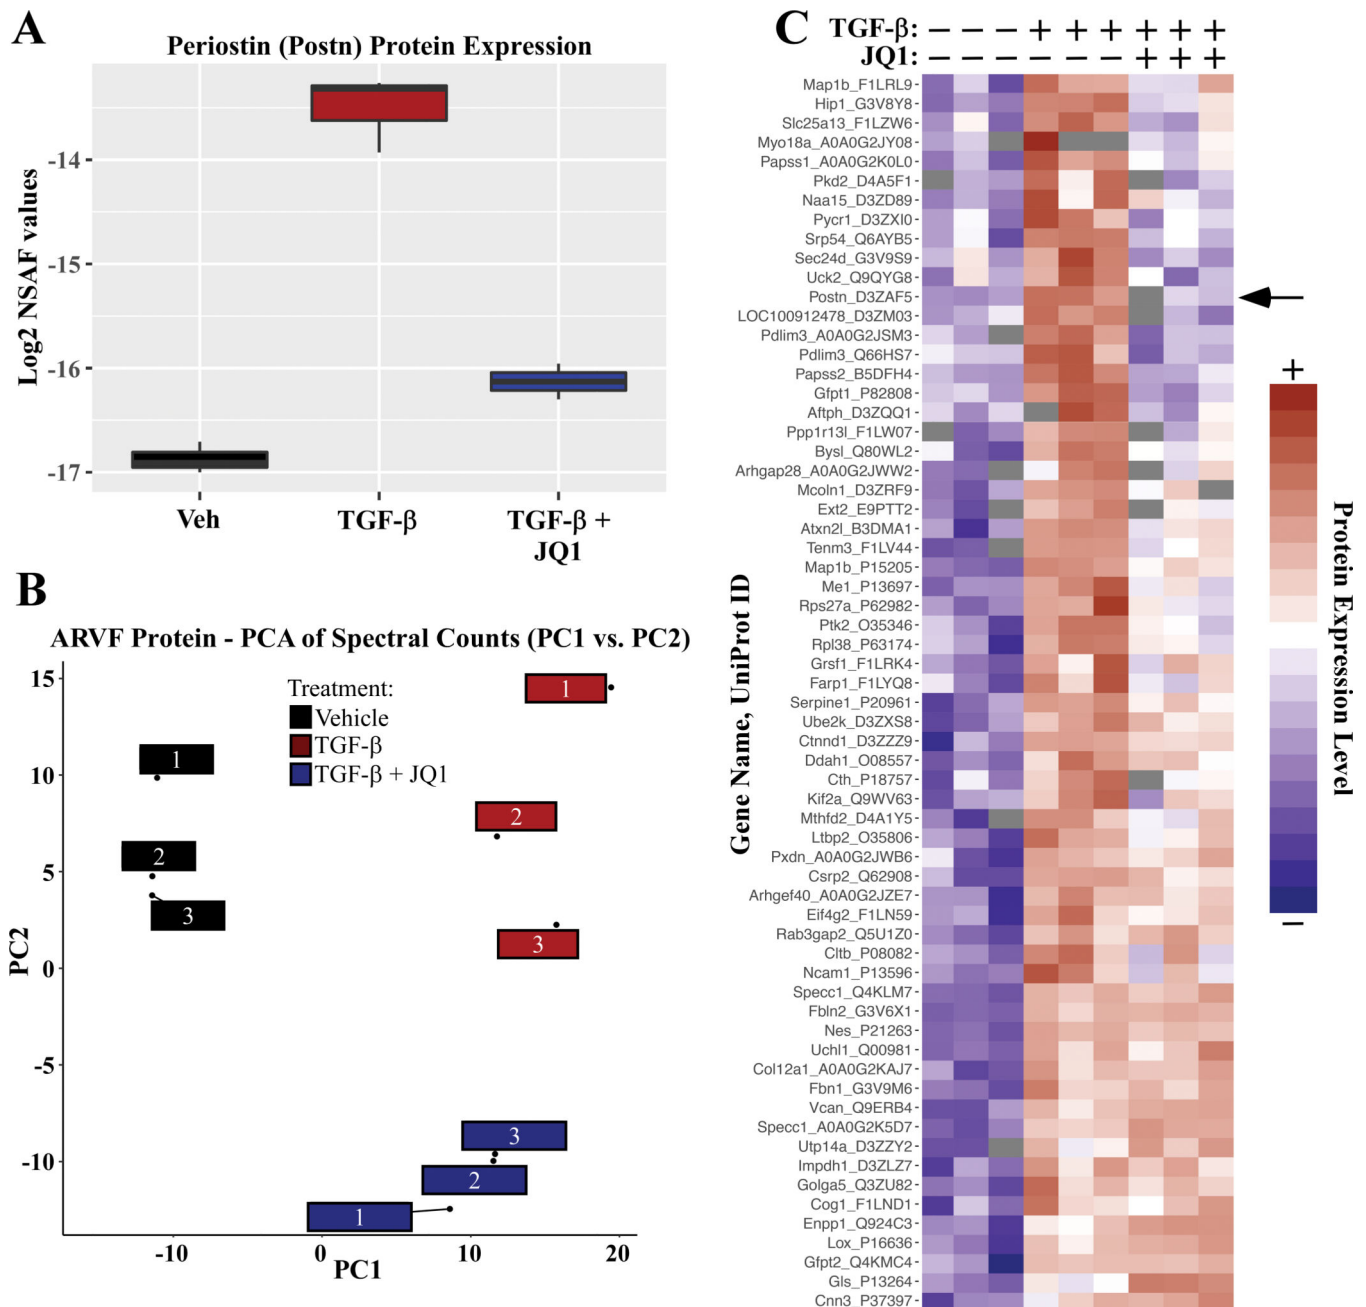 A
Periostin (Postn) Protein Expression
Log2 NSAF values
-14
-15
-16
-17
Veh
TGF-β
TGF-β +
JQ1
B
ARVF Protein - PCA of Spectral Counts (PC1 vs. PC2)
Treatment:
Vehicle
TGF-β
TGF-β + JQ1
1
2
3
1
2
3
3
2
1
PC2
15
10
5
0
-5
-10
-10
0
10
20
PC1
C
TGF-β: − − − + + + + + +
JQ1: − − − − − − + + +
Gene Name, UniProt ID
Map1b_F1LRL9
Hip1_G3V8Y8
Slc25a13_F1LZW6
Myo18a_A0A0G2JY08
Papss1_A0A0G2K0L0
Pkd2_D4A5F1
Naa15_D3ZD89
Pycr1_D3ZXI0
Srp54_Q6AYB5
Sec24d_G3V9S9
Uck2_Q9QYG8
Postn_D3ZAF5
LOC100912478_D3ZM03
Pdlim3_A0A0G2JSM3
Pdlim3_Q66HS7
Papss2_B5DFH4
Gfpt1_P82808
Aftph_D3ZQQ1
Ppp1r13l_F1LW07
Bysl_Q80WL2
Arhgap28_A0A0G2JWW2
Mcoln1_D3ZRF9
Ext2_E9PTT2
Atxn2l_B3DMA1
Tenm3_F1LV44
Map1b_P15205
Me1_P13697
Rps27a_P62982
Ptk2_O35346
Rpl38_P63174
Grsf1_F1LRK4
Farp1_F1LYQ8
Serpine1_P20961
Ube2k_D3ZXS8
Ctnnd1_D3ZZZ9
Ddah1_O08557
Cth_P18757
Kif2a_Q9WV63
Mthfd2_D4A1Y5
Ltbp2_O35806
Pxdn_A0A0G2JWB6
Csrp2_Q62908
Arhgef40_A0A0G2JZE7
Eif4g2_F1LN59
Rab3gap2_Q5U1Z0
Cltb_P08082
Ncam1_P13596
Specc1_Q4KLM7
Fbln2_G3V6X1
Nes_P21263
Uchl1_Q00981
Col12a1_A0A0G2KAJ7
Fbn1_G3V9M6
Vcan_Q9ERB4
Specc1_A0A0G2K5D7
Utp14a_D3ZZY2
Impdh1_D3ZLZ7
Golga5_Q3ZU82
Cog1_F1LND1
Enpp1_Q924C3
Lox_P16636
Gfpt2_Q4KMC4
Gls_P13264
Cnn3_P37397
+
Protein Expression Level
−